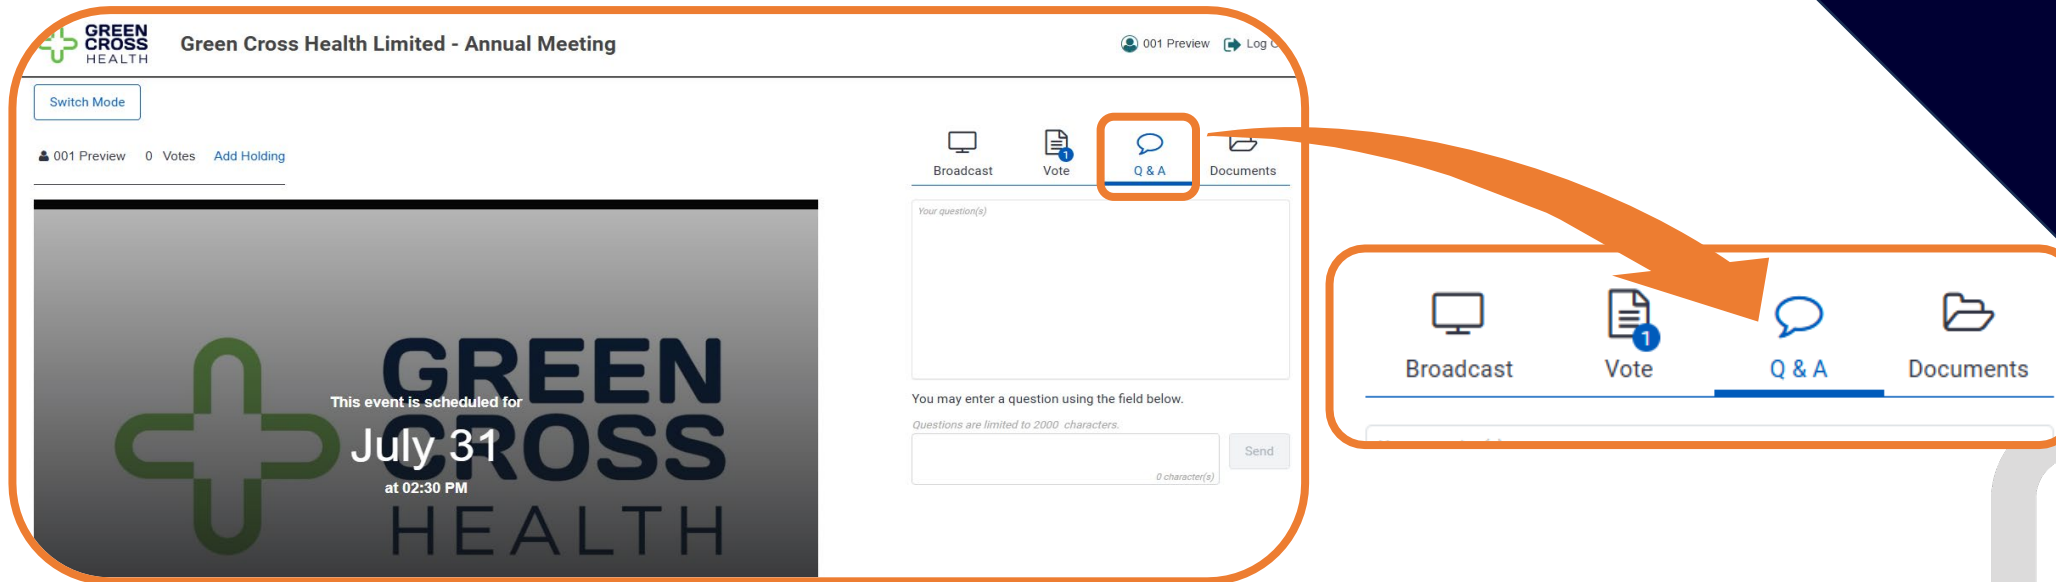 GREEN
CROSS
HEALTH
Green Cross Health Limited - Annual Meeting
001 Preview
Log
Switch Mode
001 Preview 0 Votes Add Holding
Broadcast
1
Vote
Q & A
Documents
Your question(s)
GREEN
CROSS
HEALTH
This event is scheduled for
July 31
at 02:30 PM
You may enter a question using the field below.
Questions are limited to 2000 characters.
Send
0 character(s)
Broadcast
1
Vote
Q & A
Documents